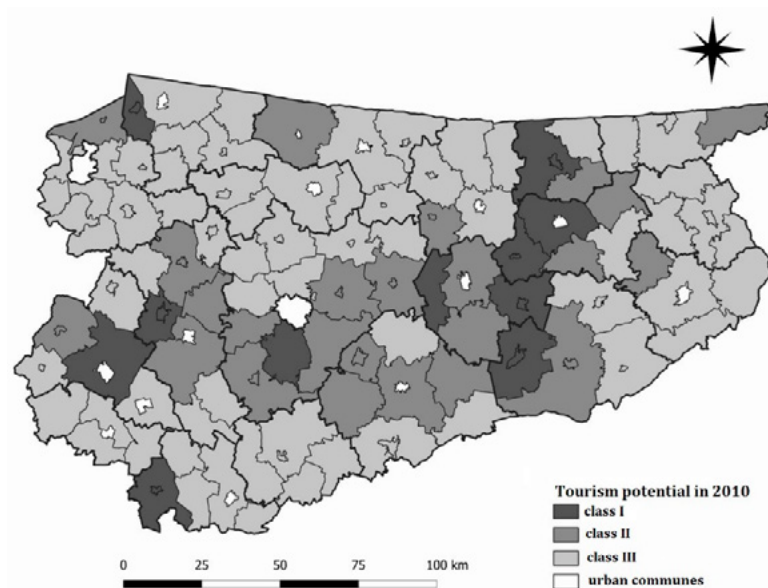 Tourism potential in 2010
class I
class II
class III
urban communes
0 25 50 75 100 km